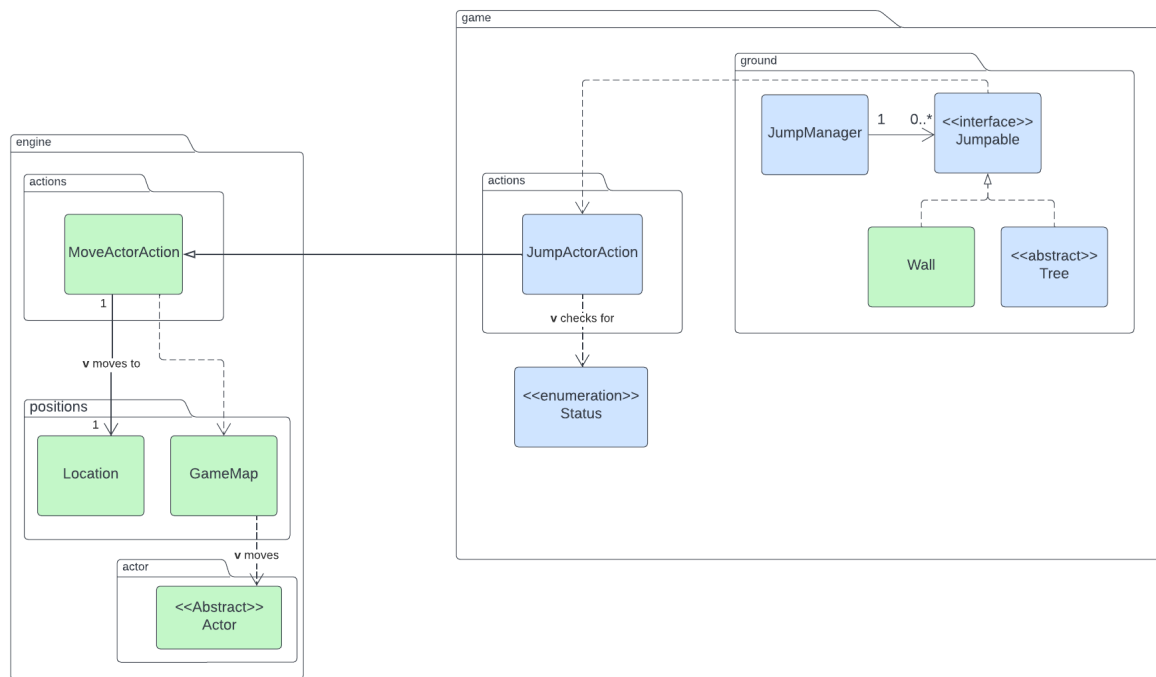 game
ground
JumpManager
1
0..*
<<interface>>
Jumpable
engine
actions
MoveActorAction
1
actions
JumpActorAction
Wall
<<abstract>>
Tree
v checks for
v moves to
<<enumeration>>
Status
positions
1
Location
GameMap
v moves
actor
<<Abstract>>
Actor